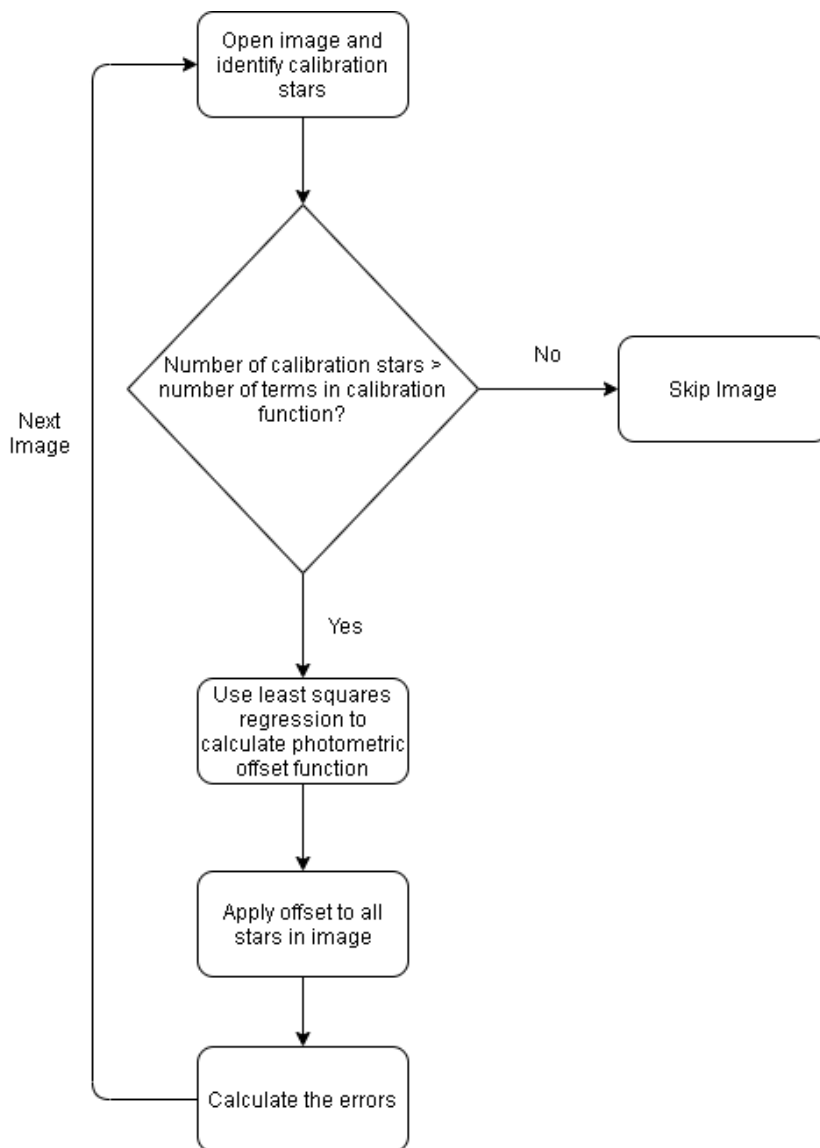 Open image and
identify calibration
stars
Number of calibration stars >
number of terms in calibration
function?
No
Skip Image
Next
Image
Yes
Use least squares
regression to
calculate photometric
offset function
Apply offset to all
stars in image
Calculate the errors